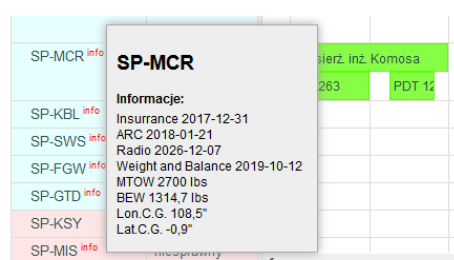 SP-MCR info
SP-MCR
Informacje:
Insurrance 2017-12-31
ARC 2018-01-21
Radio 2026-12-07
Weight and Balance 2019-10-12
MTOW 2700 lbs
BEW 1314,7 lbs
Lon.C.G. 108,5"
Lat.C.G. -0,9"
sierż. inż. Komosa
263
PDT 12
SP-KBL info
SP-SWS info
SP-FGW info
SP-GTD info
SP-KSY
SP-MIS info
niesprawny